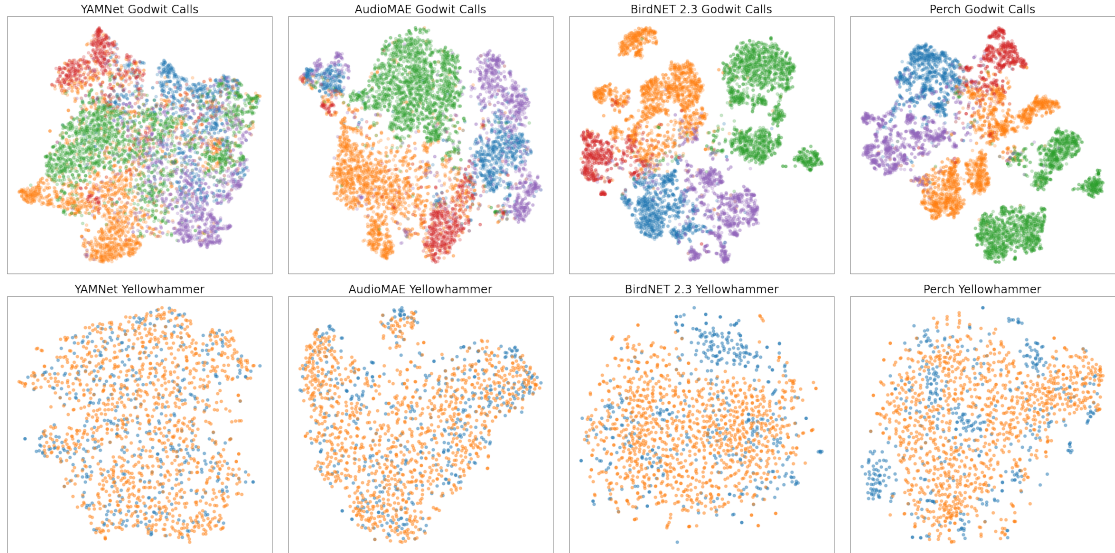 YAMNet Godwit Calls
AudioMAE Godwit Calls
BirdNET 2.3 Godwit Calls
Perch Godwit Calls
YAMNet Yellowhammer
AudioMAE Yellowhammer
BirdNET 2.3 Yellowhammer
Perch Yellowhammer